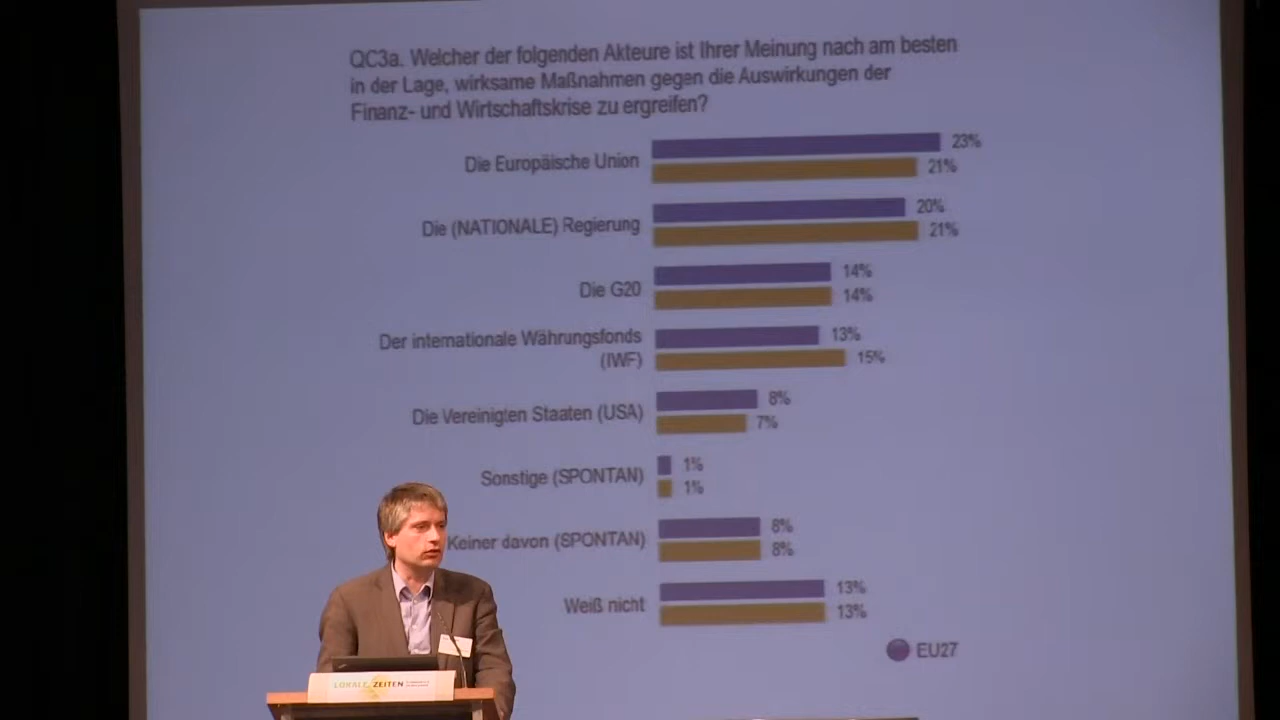 QC3a. Welcher der folgenden Akteure ist Ihrer Meinung nach am besten
in der Lage, wirksame Maßnahmen gegen die Auswirkungen der
Finanz- und Wirtschaftskrise zu ergreifen?
Die Europäische Union
23%
21%
Die (NATIONALE) Regierung
20%
21%
Die G20
14%
14%
Der internationale Währungsfonds
(IWF)
13%
15%
Die Vereinigten Staaten (USA)
8%
7%
Sonstige (SPONTAN)
1%
1%
Keiner davon (SPONTAN)
8%
8%
Weiß nicht
13%
13%
EU27
LOKALE ZEITEN